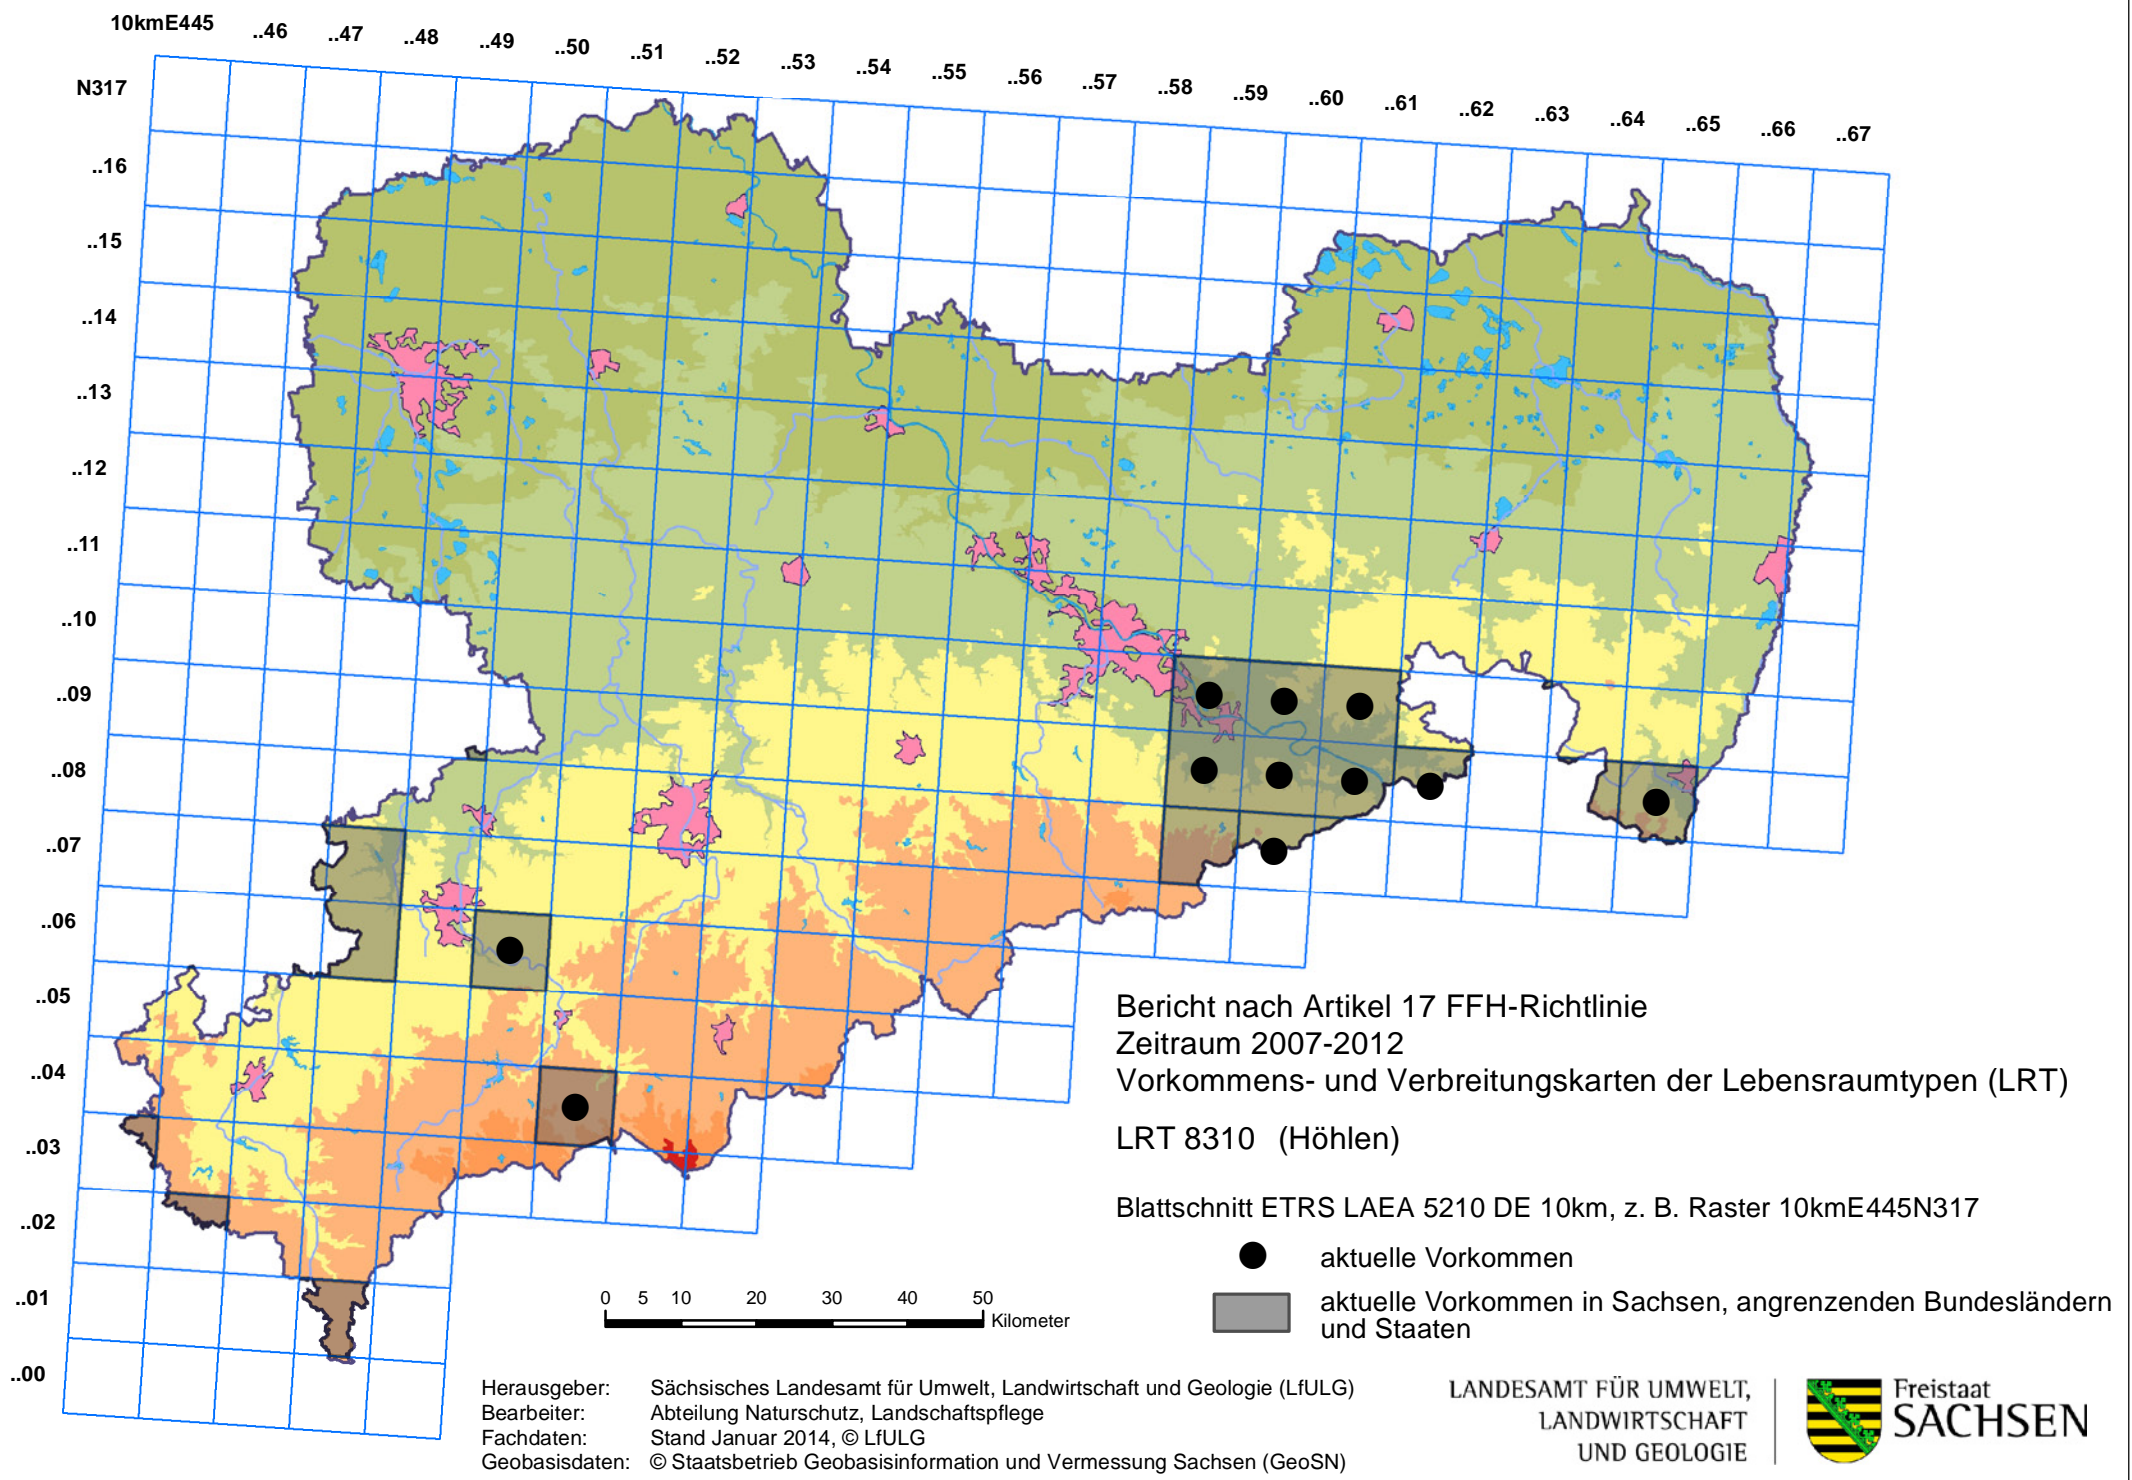 10kmE445 ..46 ..47 ..48 ..49 ..50 ..51 ..52 ..53 ..54 ..55 ..56 ..57 ..58 ..59 ..60 ..61 ..62 ..63 ..64 ..65 ..66 ..67
N317
..16
..15
..14
..13
..12
..11
..10
..09
..08
..07
..06
..05
..04
..03
..02
..01
..00
Bericht nach Artikel 17 FFH-Richtlinie
Zeitraum 2007-2012
Vorkommens- und Verbreitungskarten der Lebensraumtypen (LRT)
LRT 8310 (Höhlen)
Blattschnitt ETRS LAEA 5210 DE 10km, z. B. Raster 10kmE445N317
aktuelle Vorkommen
aktuelle Vorkommen in Sachsen, angrenzenden Bundesländern
und Staaten
0 5 10 20 30 40 50
Kilometer
Herausgeber: Sächsisches Landesamt für Umwelt, Landwirtschaft und Geologie (LfULG)
Bearbeiter: Abteilung Naturschutz, Landschaftspflege
Fachdaten: Stand Januar 2014, © LfULG
Geobasisdaten: © Staatsbetrieb Geobasisinformation und Vermessung Sachsen (GeoSN)
LANDESAMT FÜR UMWELT,
LANDWIRTSCHAFT
UND GEOLOGIE
Freistaat
SACHSEN